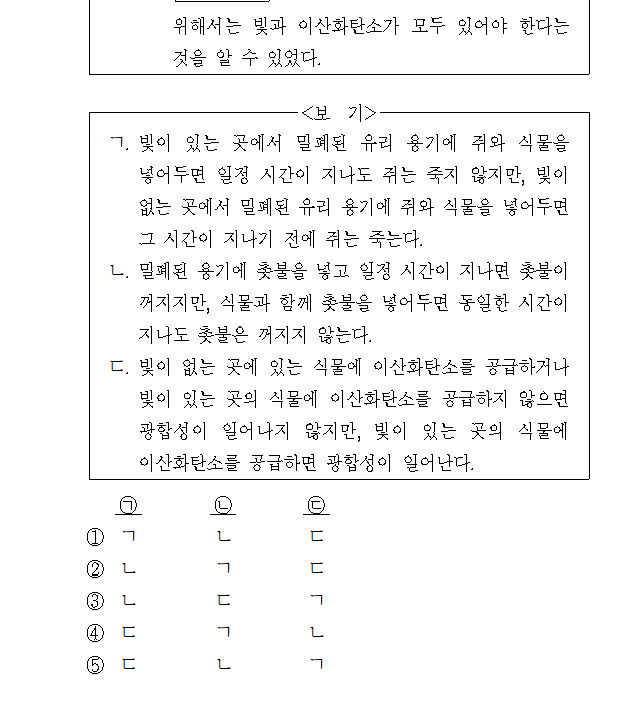 위해서는 빛과 이산화탄소가 모두 있어야 한다는
것을 알 수 있었다.
<보 기>
ㄱ. 빛이 있는 곳에서 밀폐된 유리 용기에 쥐와 식물을
넣어두면 일정 시간이 지나도 쥐는 죽지 않지만, 빛이
없는 곳에서 밀폐된 유리 용기에 쥐와 식물을 넣어두면
그 시간이 지나기 전에 쥐는 죽는다.
ㄴ. 밀폐된 용기에 촛불을 넣고 일정 시간이 지나면 촛불이
꺼지지만, 식물과 함께 촛불을 넣어두면 동일한 시간이
지나도 촛불은 꺼지지 않는다.
ㄷ. 빛이 없는 곳에 있는 식물에 이산화탄소를 공급하거나
빛이 있는 곳의 식물에 이산화탄소를 공급하지 않으면
광합성이 일어나지 않지만, 빛이 있는 곳의 식물에
이산화탄소를 공급하면 광합성이 일어난다.
㉠ ㉡ ㉢
① ㄱ ㄴ ㄷ
② ㄴ ㄱ ㄷ
③ ㄴ ㄷ ㄱ
④ ㄷ ㄱ ㄴ
⑤ ㄷ ㄴ ㄱ